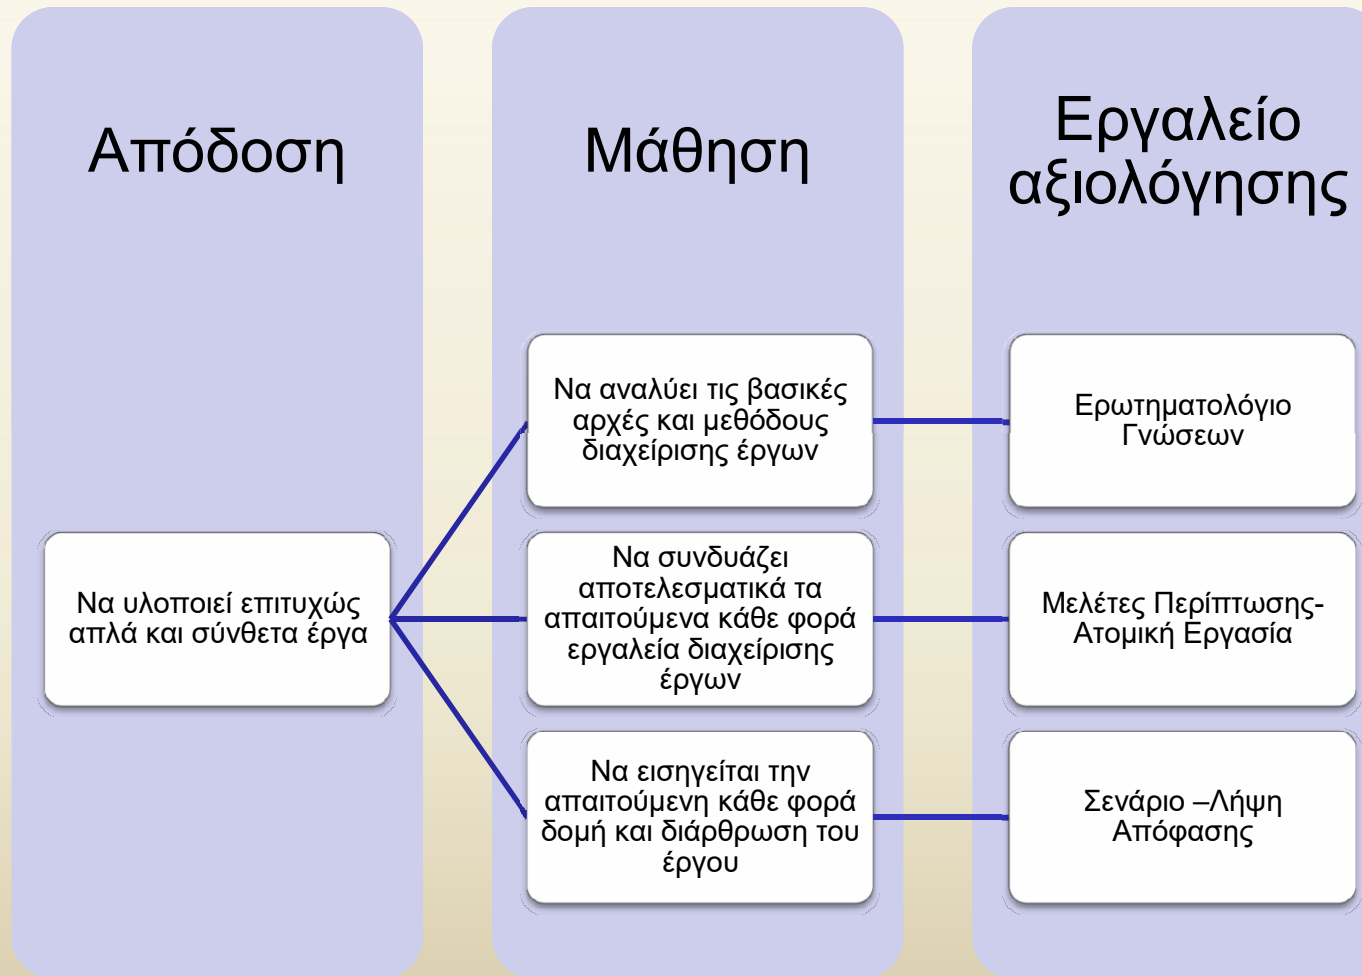 Απόδοση
Μάθηση
Εργαλείο
αξιολόγησης
Να υλοποιεί επιτυχώς
απλά και σύνθετα έργα
Να αναλύει τις βασικές
αρχές και μεθόδους
διαχείρισης έργων
Ερωτηματολόγιο
Γνώσεων
Να συνδυάζει
αποτελεσματικά τα
απαιτούμενα κάθε φορά
εργαλεία διαχείρισης
έργων
Μελέτες Περίπτωσης-
Ατομική Εργασία
Να εισηγείται την
απαιτούμενη κάθε φορά
δομή και διάρθρωση του
έργου
Σενάριο –Λήψη
Απόφασης